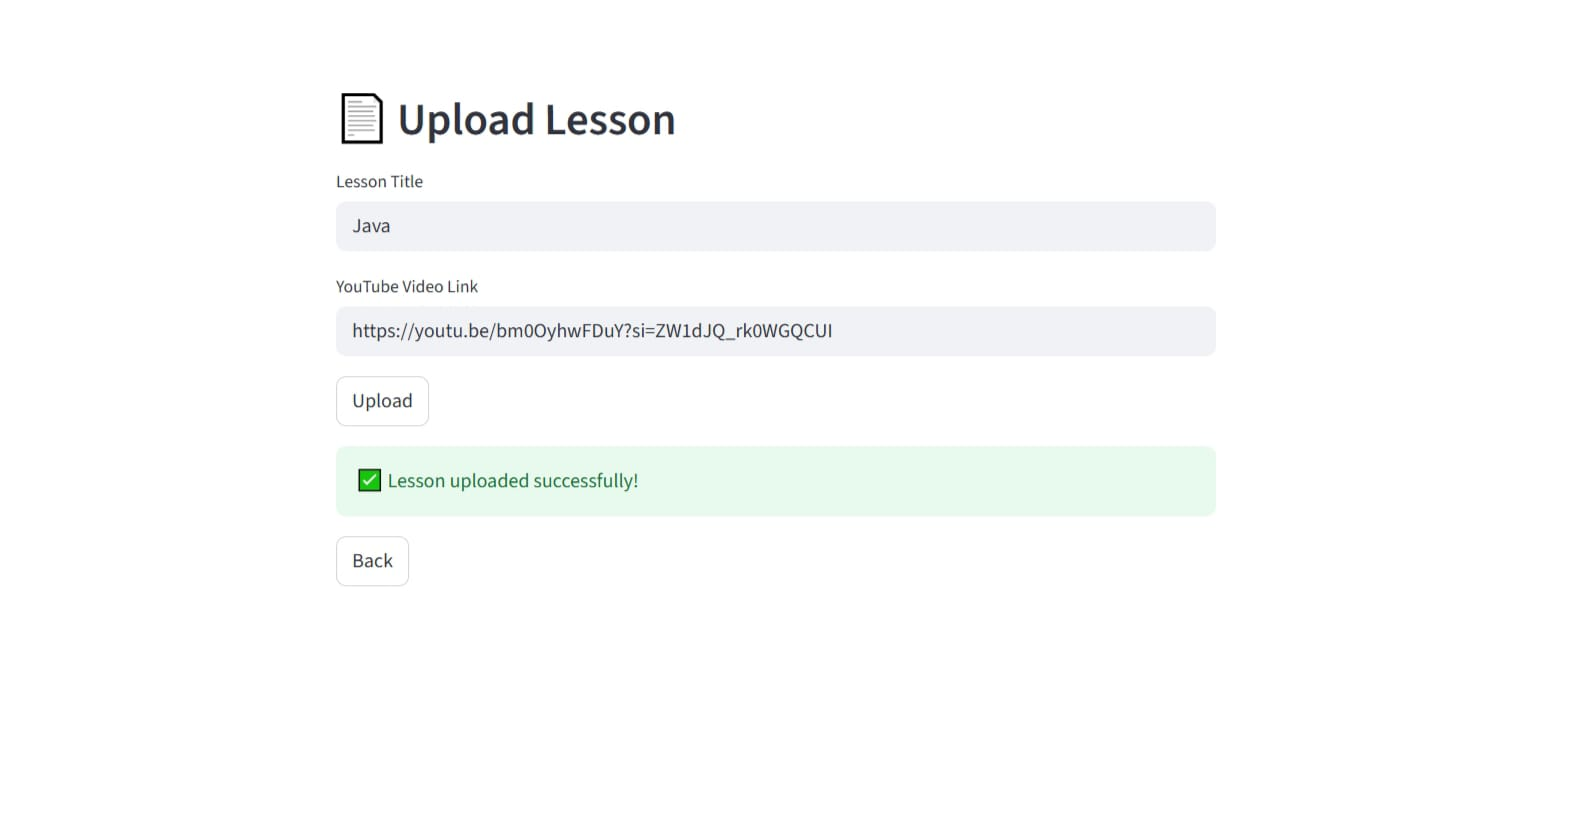 Upload Lesson
Lesson Title
Java
YouTube Video Link
https://youtu.be/bm0OyhwFDuY?si=ZW1dJQ_rk0WGQCUI
Upload
Lesson uploaded successfully!
Back